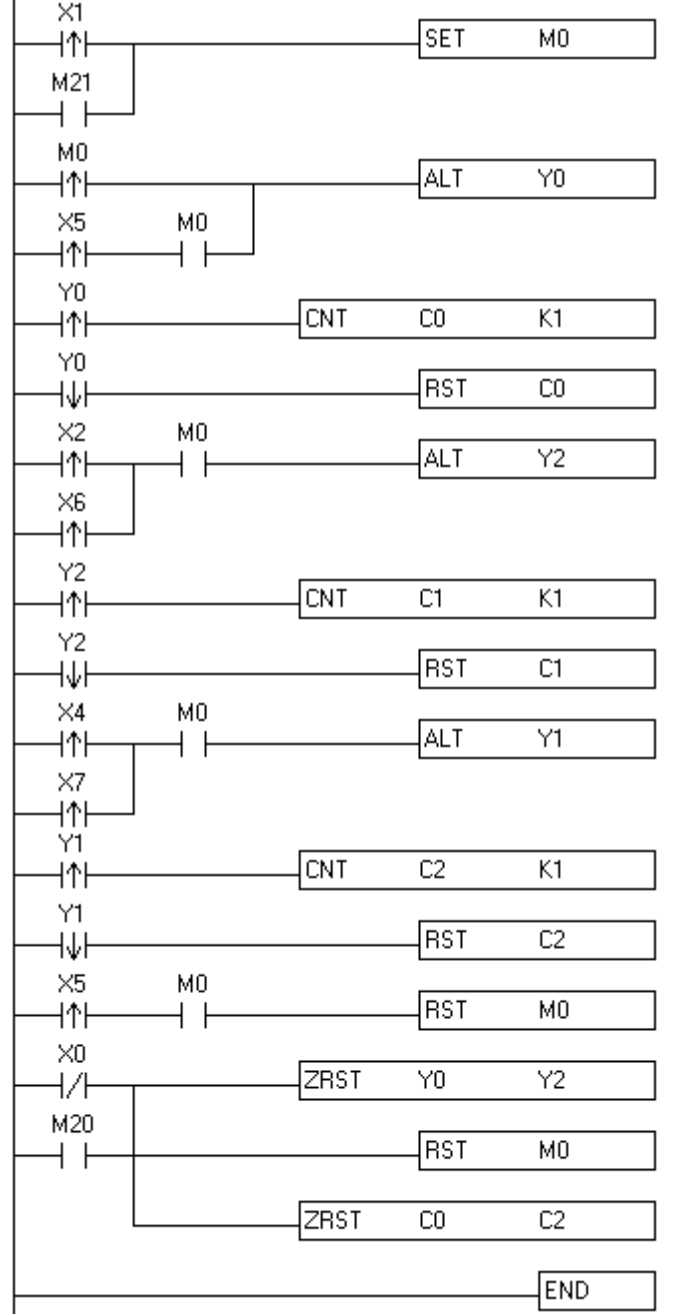 X1
SET M0
M21
M0
ALT Y0
X5 M0
Y0
CNT C0 K1
Y0
RST C0
X2 M0
ALT Y2
X6
Y2
CNT C1 K1
Y2
RST C1
X4 M0
ALT Y1
X7
Y1
CNT C2 K1
Y1
RST C2
X5 M0
RST M0
X0
ZRST Y0 Y2
M20
RST M0
ZRST C0 C2
END